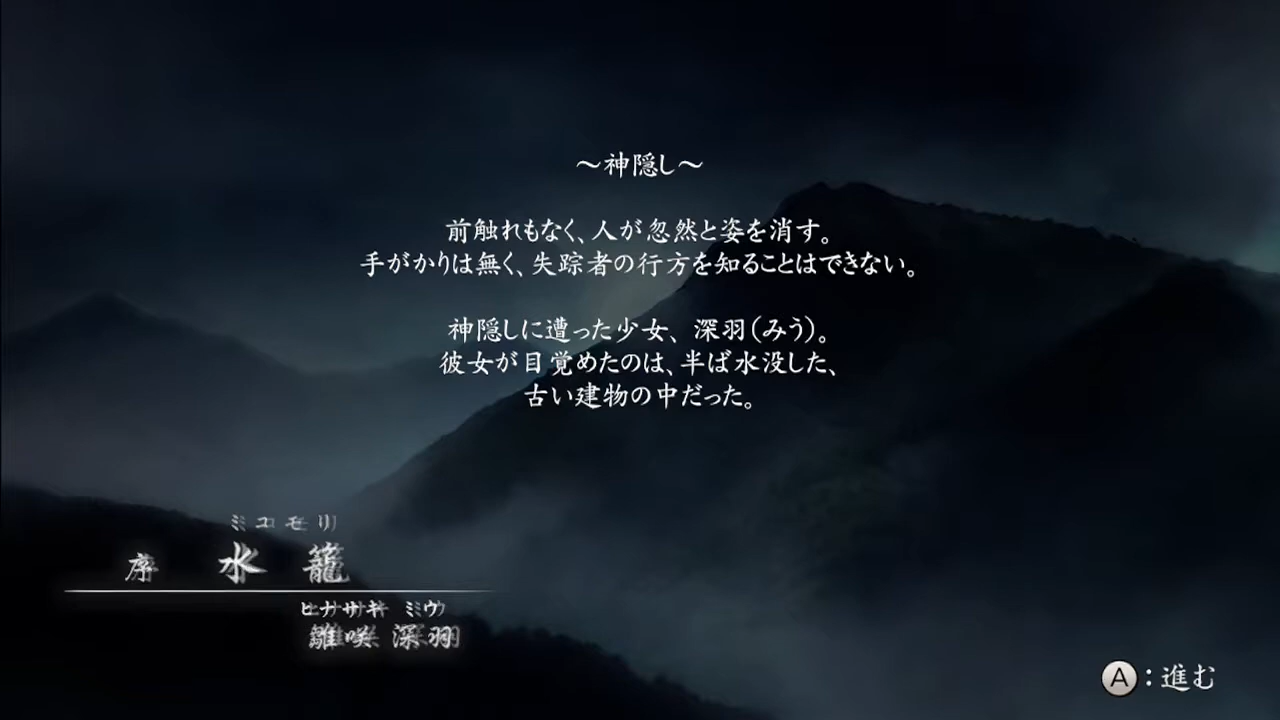 ～神隠し～
前触れもなく、人が忽然と姿を消す。
手がかりは無く、失踪者の行方を知ることはできない。
神隠しに遭った少女、深羽（みう）。
彼女が目覚めたのは、半ば水没した、
古い建物の中だった。
ミコモリ
序 水籠
ヒナサキ ミウ
雛咲 深羽
Ⓐ：進む